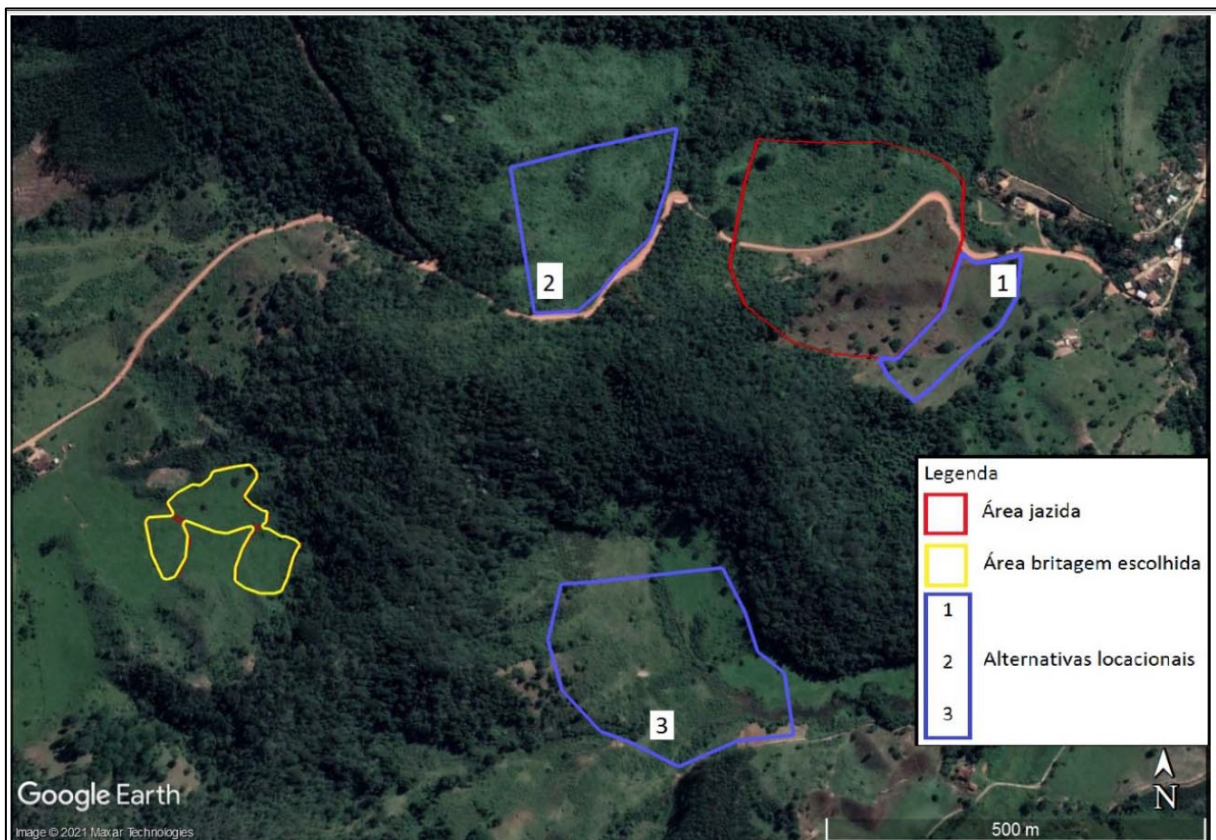 2
1
Legenda
Área jazida
Área britagem escolhida
1
2
Alternativas locacionais
3
3
Google Earth
N
Image © 2021 Maxar Technologies
500 m